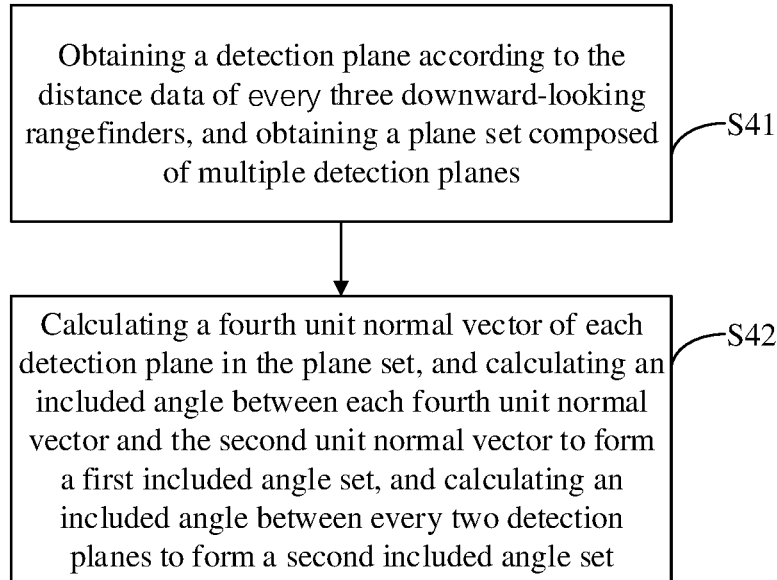 Obtaining a detection plane according to the
distance data of every three downward-looking
rangefinders, and obtaining a plane set composed
of multiple detection planes
S41
Calculating a fourth unit normal vector of each
detection plane in the plane set, and calculating an
included angle between each fourth unit normal
vector and the second unit normal vector to form
a first included angle set, and calculating an
included angle between every two detection
planes to form a second included angle set
S42